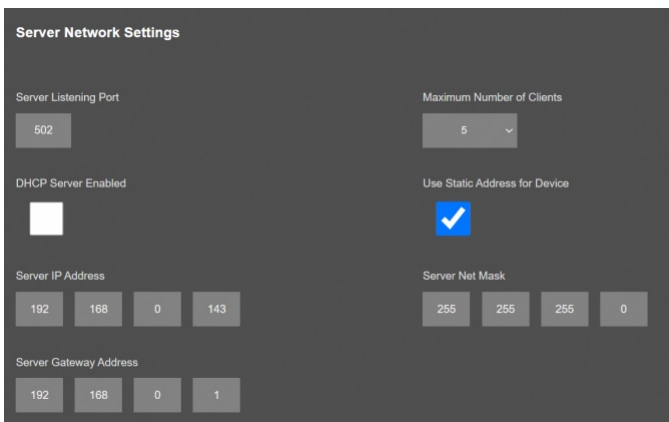 Server Network Settings
Server Listening Port
Maximum Number of Clients
502
5
DHCP Server Enabled
Use Static Address for Device
Server IP Address
Server Net Mask
192 168 0 143
255 255 255 0
Server Gateway Address
192 168 0 1